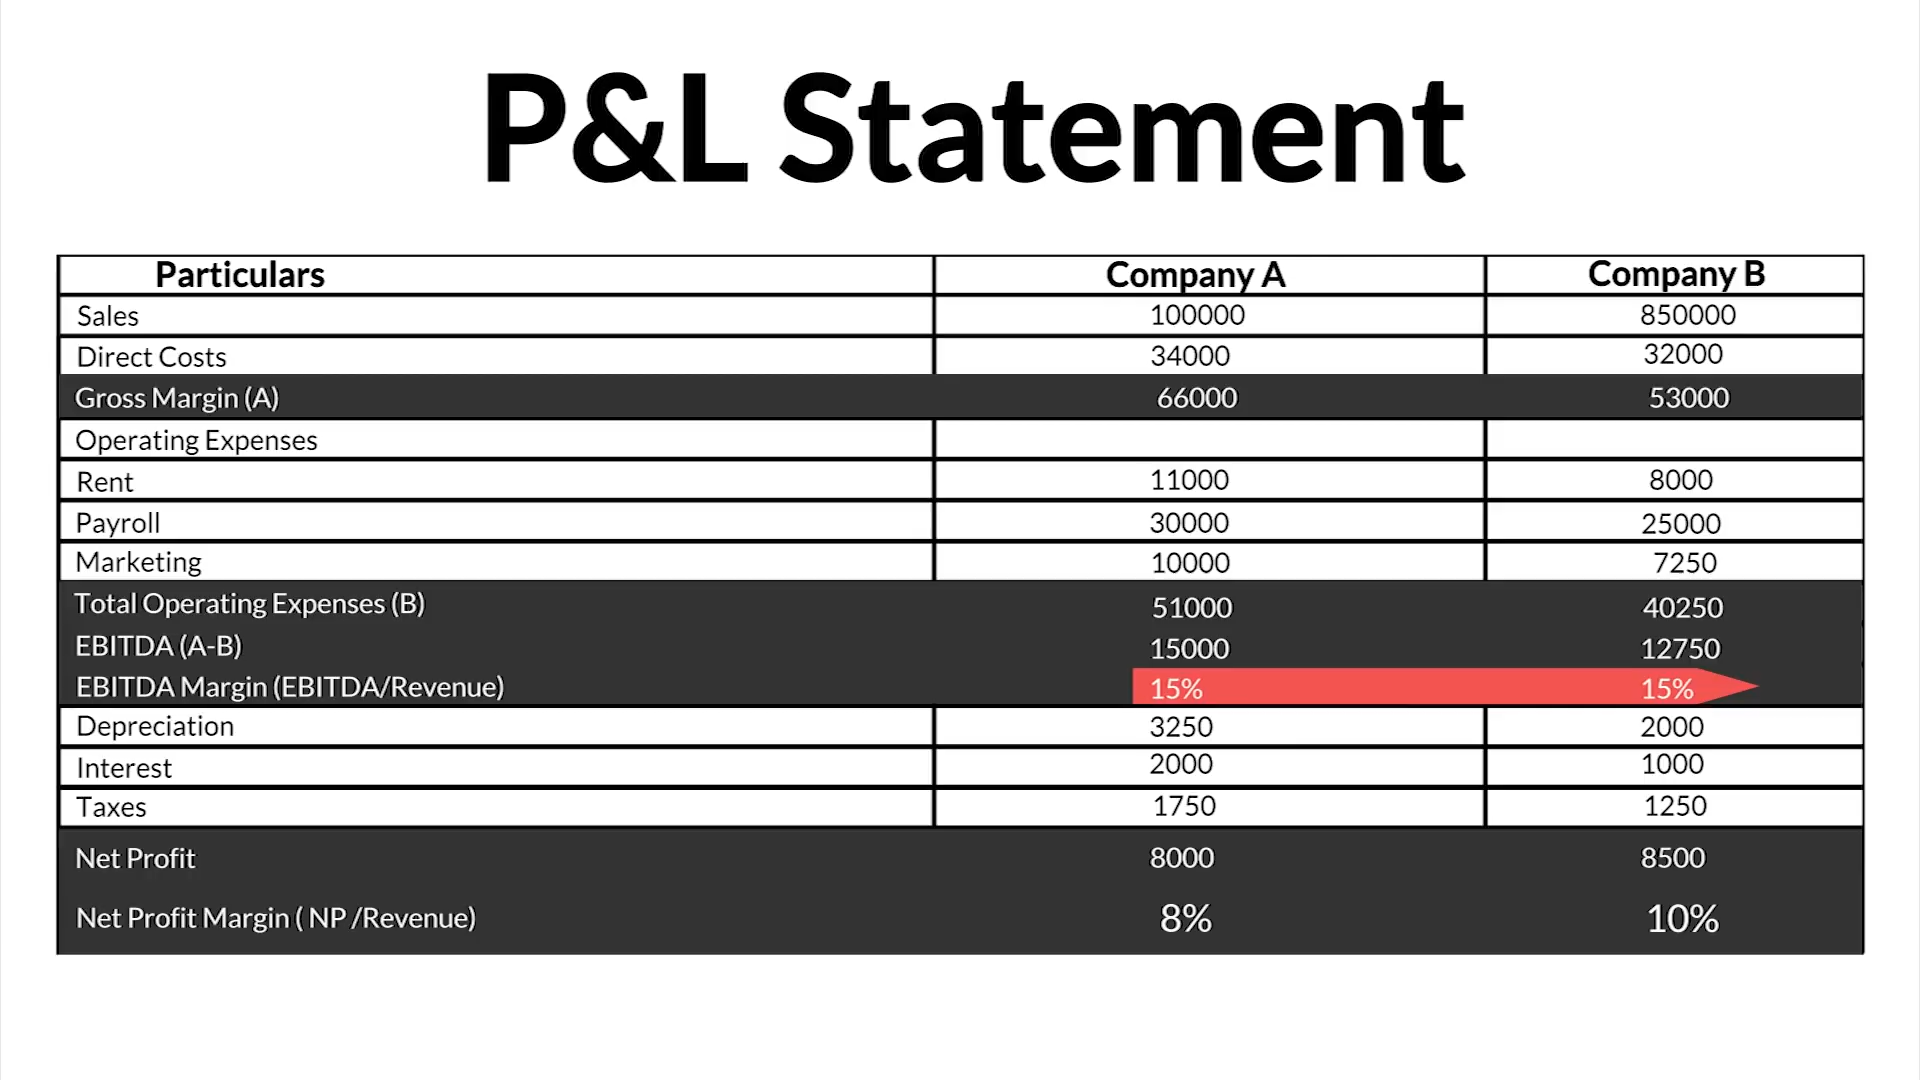 P&L Statement
Particulars Company A Company B
Sales 100000 850000
Direct Costs 34000 32000
Gross Margin (A) 66000 53000
Operating Expenses
Rent 11000 8000
Payroll 30000 25000
Marketing 10000 7250
Total Operating Expenses (B) 51000 40250
EBITDA (A-B) 15000 12750
EBITDA Margin (EBITDA/Revenue) 15% 15%
Depreciation 3250 2000
Interest 2000 1000
Taxes 1750 1250
Net Profit 8000 8500
Net Profit Margin ( NP /Revenue) 8% 10%